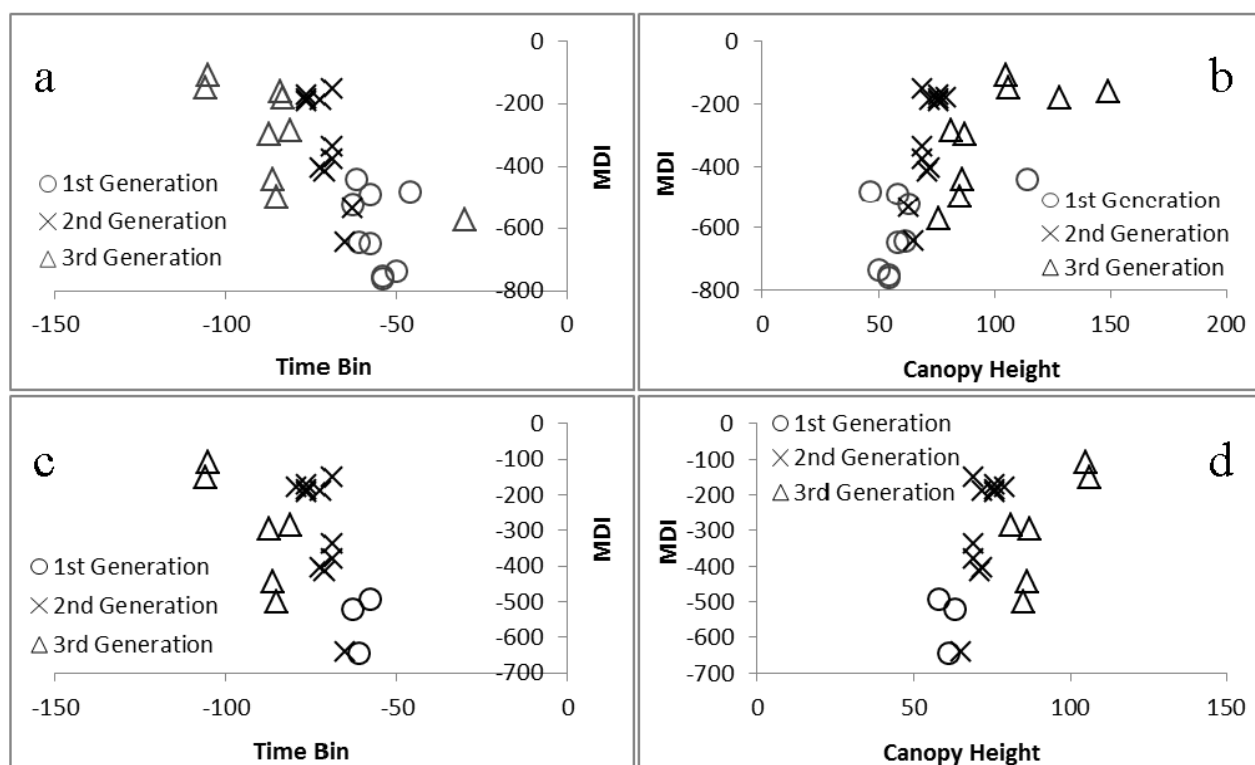 a
0
-200
-400
-600
-800
MDI
1st Generation
2nd Generation
3rd Generation
-150
-100
-50
0
Time Bin
b
0
-200
-400
-600
-800
MDI
1st Generation
2nd Generation
3rd Generation
0
50
100
150
200
Canopy Height
c
0
-100
-200
-300
-400
-500
-600
-700
MDI
1st Generation
2nd Generation
3rd Generation
-150
-100
-50
0
Time Bin
d
0
-100
-200
-300
-400
-500
-600
-700
MDI
1st Generation
2nd Generation
3rd Generation
0
50
100
150
Canopy Height